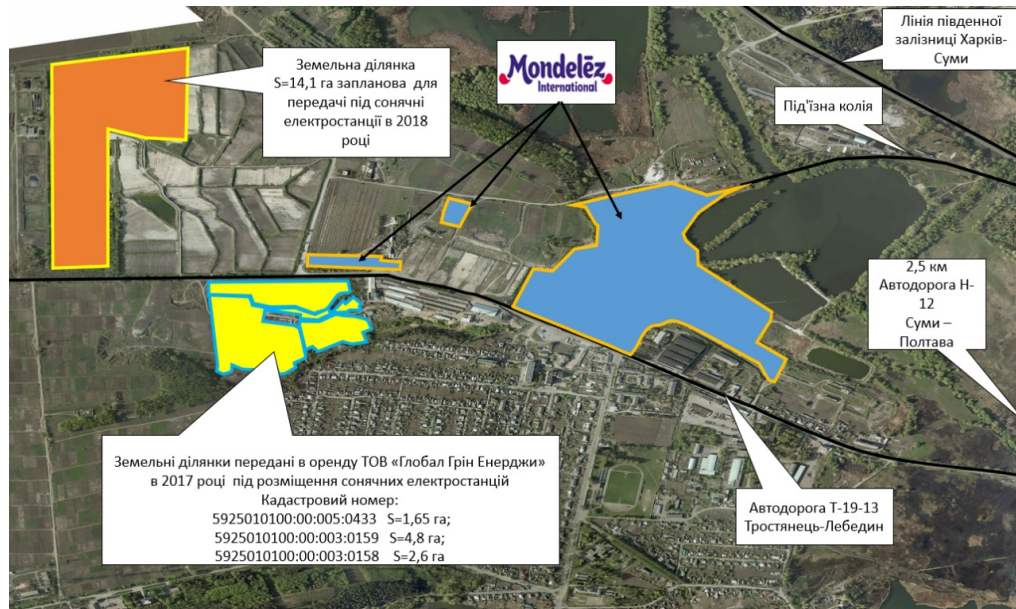 Земельна ділянка
S=14,1 га запланова для
передачі під сонячні
електростанції в 2018
році
Mondelēz
International
Лінія південної
залізниці Харків-
Суми
Під'їзна колія
2,5 км
Автодорога Н-
12
Суми –
Полтава
Земельні ділянки передані в оренду ТОВ «Глобал Грін Енерджи»
в 2017 році під розміщення сонячних електростанцій
Кадастровий номер:
5925010100:00:005:0433 S=1,65 га;
5925010100:00:003:0159 S=4,8 га;
5925010100:00:003:0158 S=2,6 га
Автодорога Т-19-13
Тростянець-Лебедин